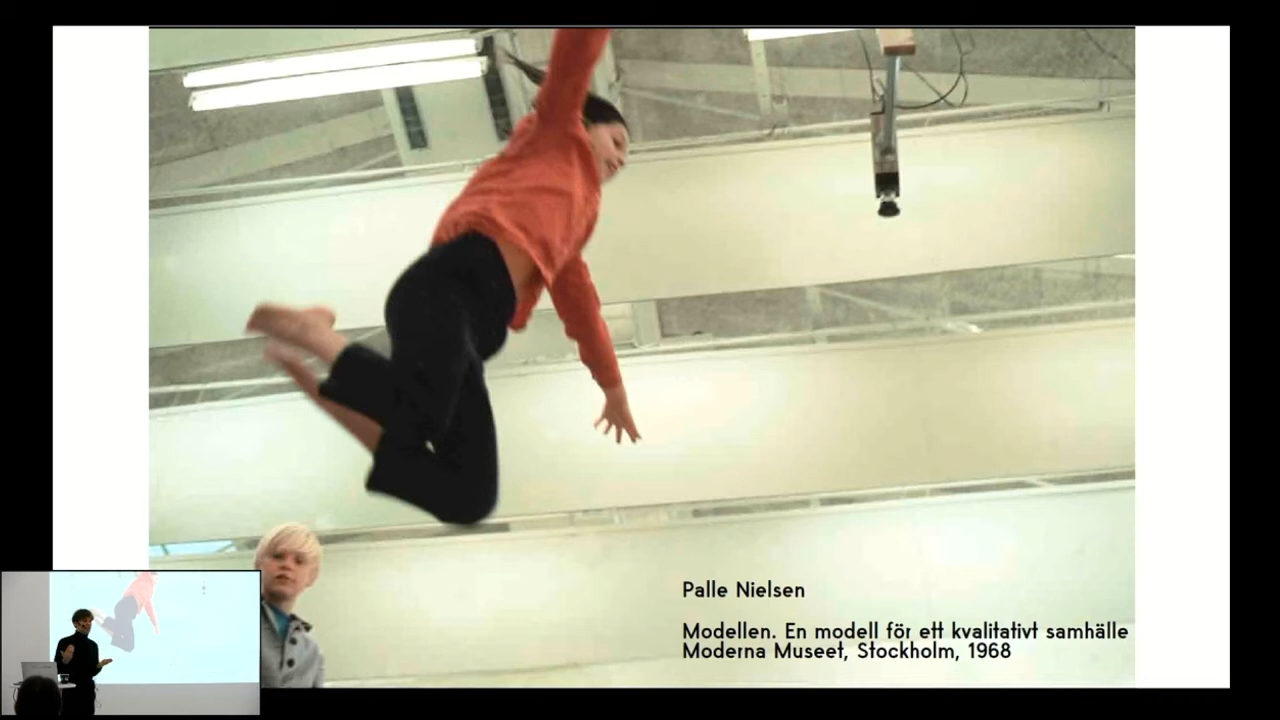 Palle Nielsen
Modellen. En modell för ett kvalitativt samhälle
Moderna Museet, Stockholm, 1968